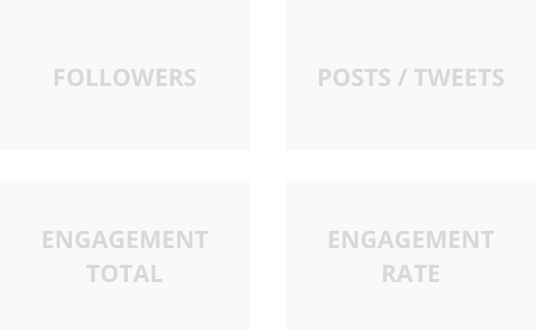 FOLLOWERS
POSTS / TWEETS
ENGAGEMENT
TOTAL
ENGAGEMENT
RATE